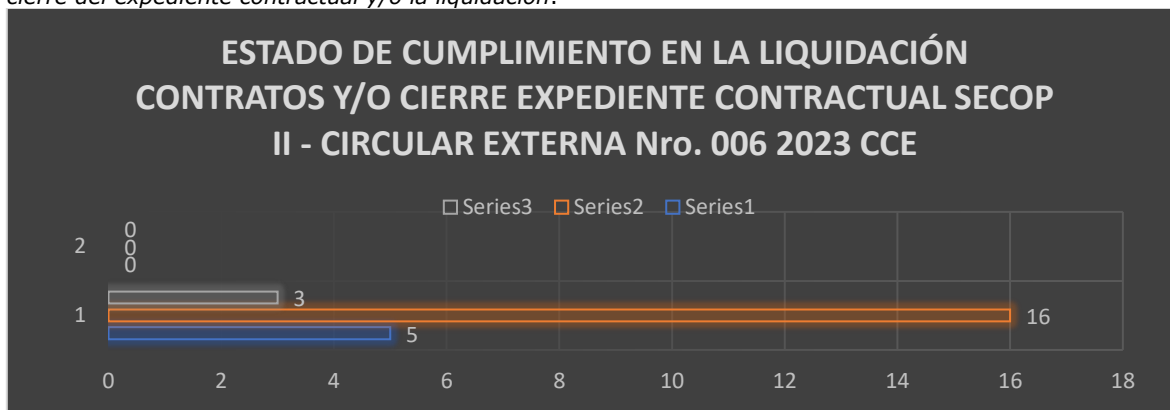 cierre del expediente contractual y/o la liquidación.
ESTADO DE CUMPLIMIENTO EN LA LIQUIDACIÓN
CONTRATOS Y/O CIERRE EXPEDIENTE CONTRACTUAL SECOP
II - CIRCULAR EXTERNA Nro. 006 2023 CCE
Series3 Series2 Series1
2
0
0
0
1
3
16
5
0 2 4 6 8 10 12 14 16 18